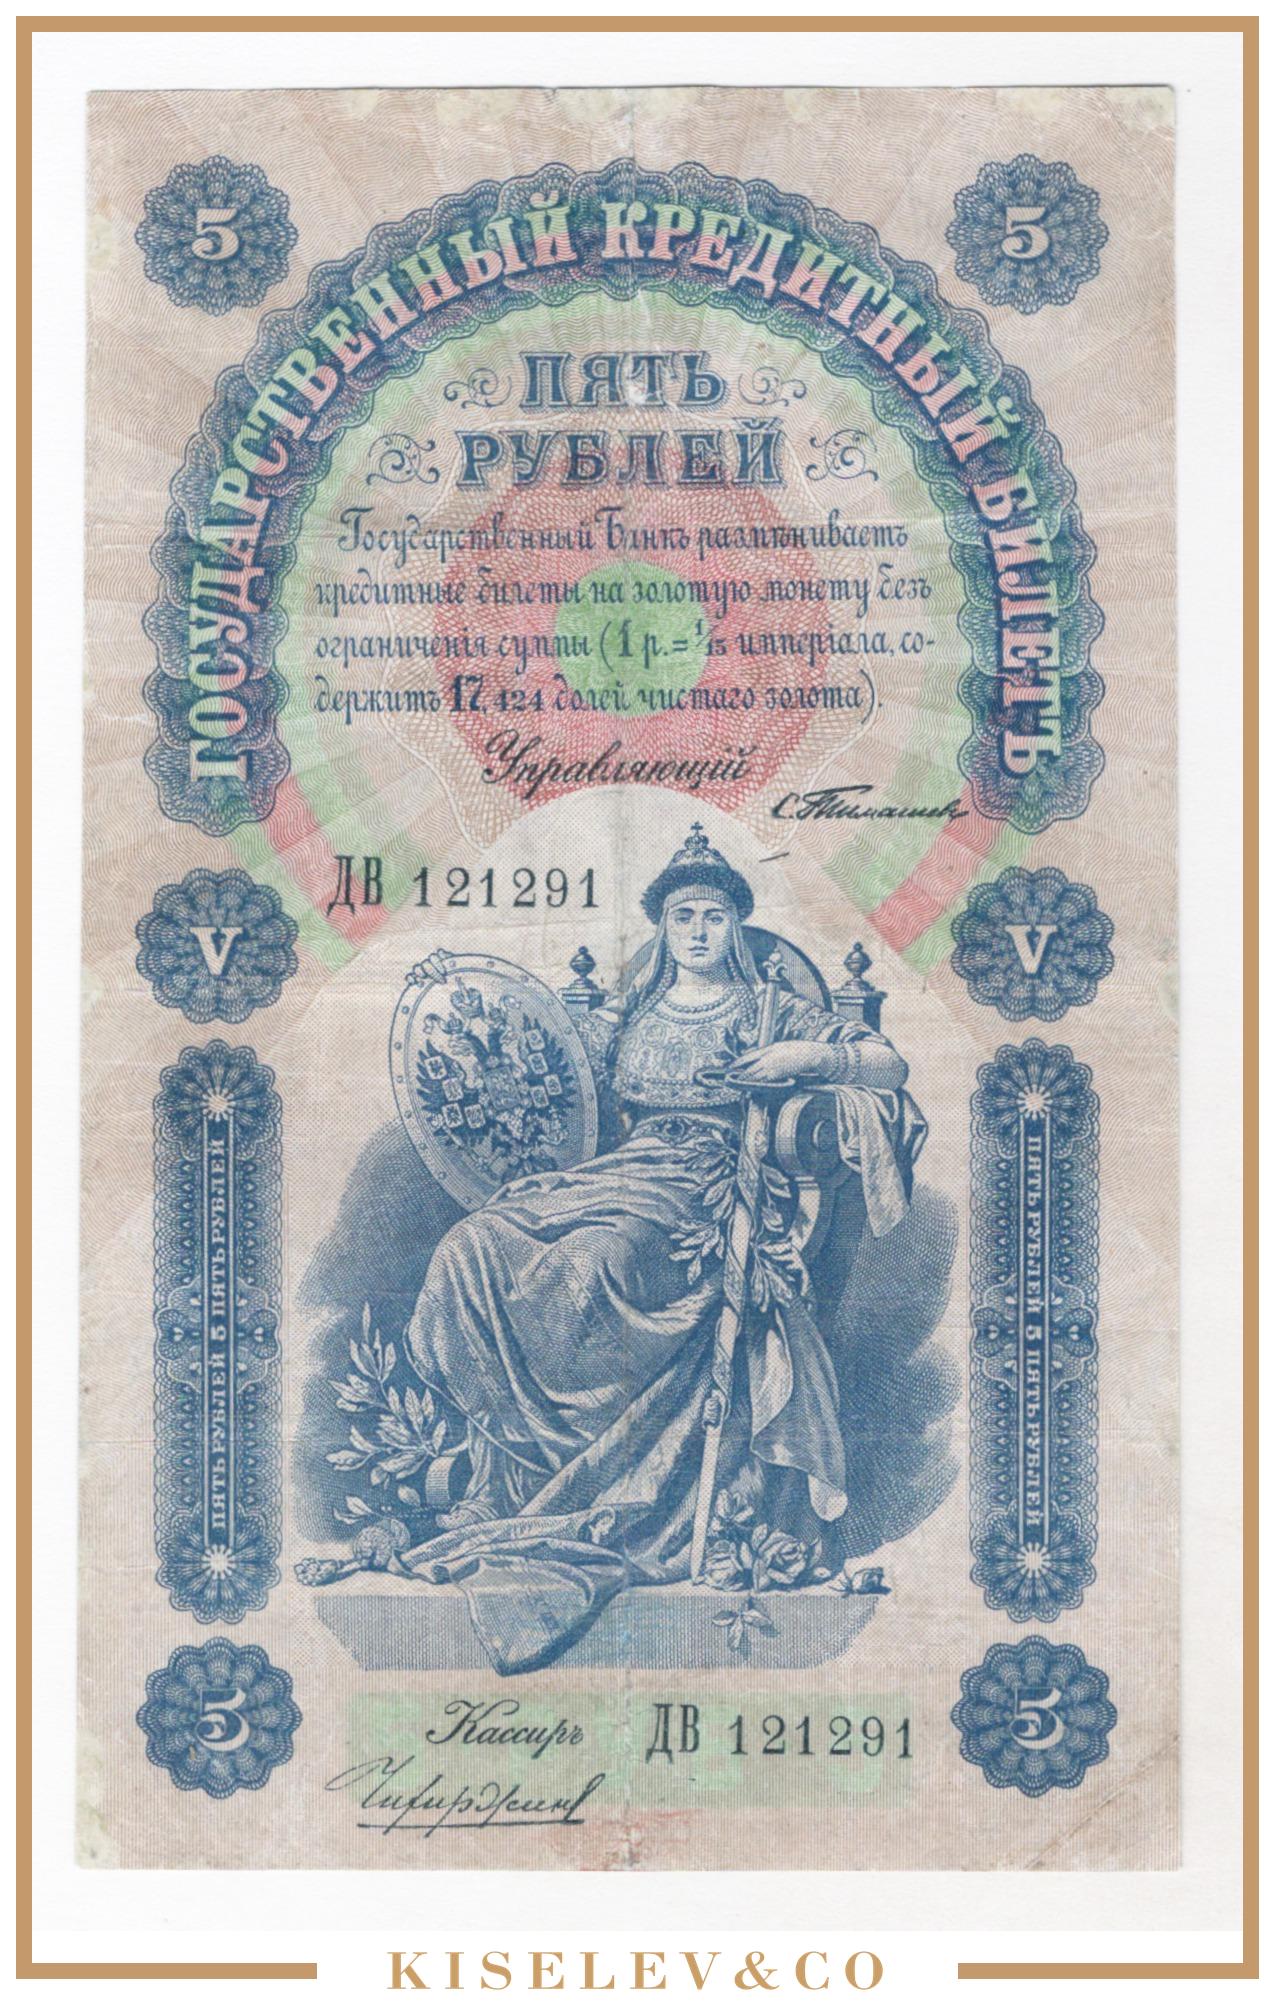 5 5
ГОСУДАРСТВЕННЫЙ КРЕДИТНЫЙ БИЛЕТЪ
ПЯТЬ
РУБЛЕЙ
Государственный Банкъ размѣниваетъ
кредитные билеты на золотую монету безъ
ограниченія суммы (1 р. = 1/15 имперіала, со-
держитъ 17,424 долей чистаго золота).
Управляющій
С. Тимашев
ДВ 121291
V V
ПЯТЬ РУБЛЕЙ 5 ПЯТЬ РУБЛЕЙ
ПЯТЬ РУБЛЕЙ 5 ПЯТЬ РУБЛЕЙ
5 5
Кассиръ ДВ 121291
KISELEV&CO